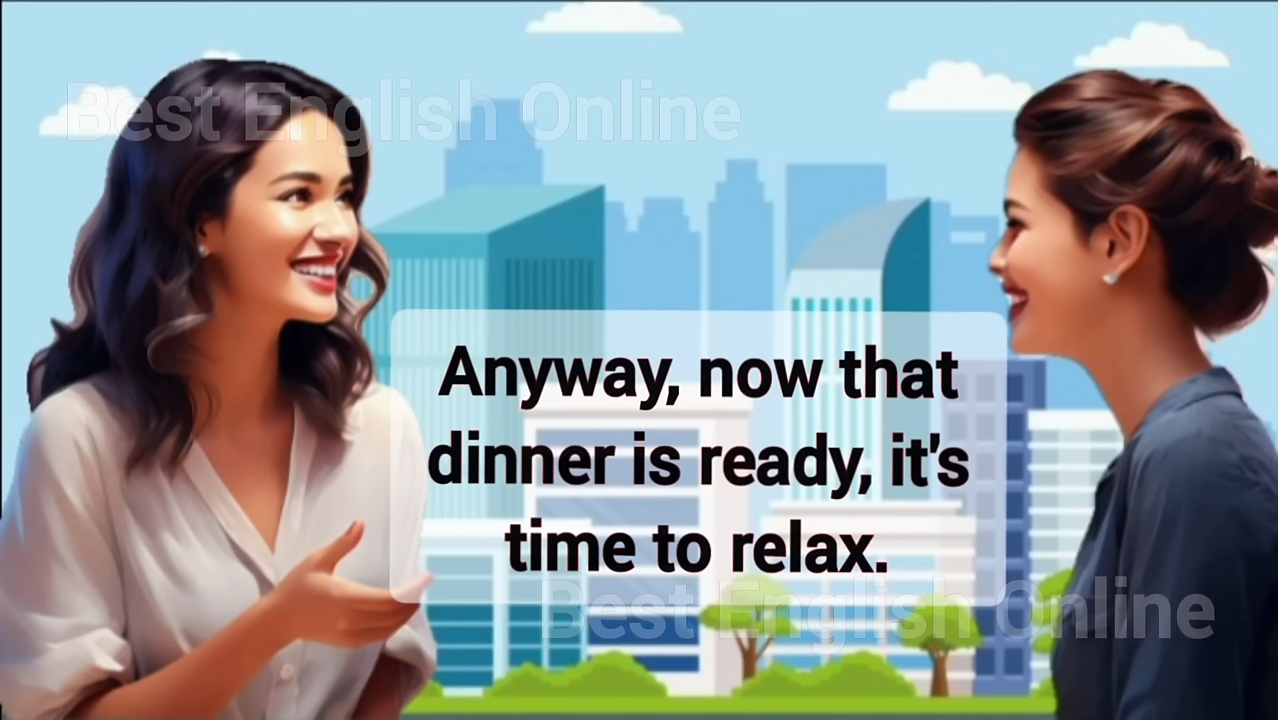 Best English Online
Anyway, now that
dinner is ready, it's
time to relax.
Best English Online